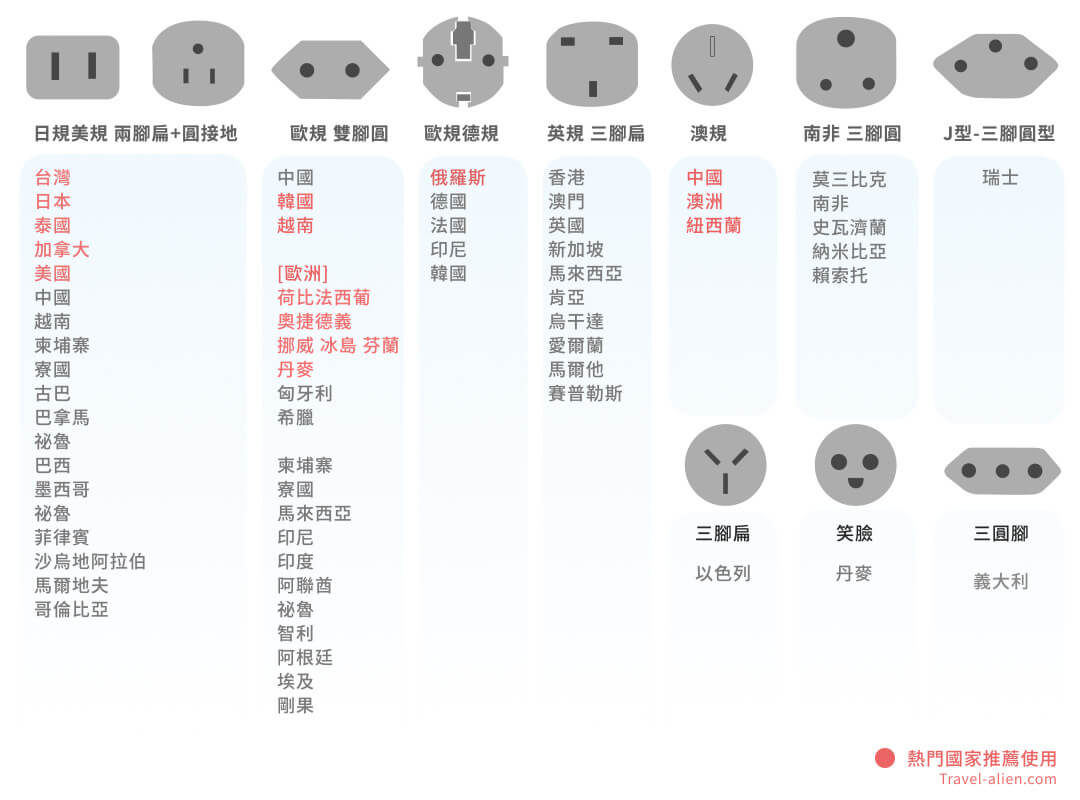 日規美規 兩腳扁+圓接地
台灣
日本
泰國
加拿大
美國
中國
越南
柬埔寨
寮國
古巴
巴拿馬
祕魯
巴西
墨西哥
祕魯
菲律賓
沙烏地阿拉伯
馬爾地夫
哥倫比亞
歐規 雙腳圓
中國
韓國
越南
[歐洲]
荷比法西葡
奧捷德義
挪威 冰島 芬蘭
丹麥
匈牙利
希臘
柬埔寨
寮國
馬來西亞
印尼
印度
阿聯酋
祕魯
智利
阿根廷
埃及
剛果
歐規德規
俄羅斯
德國
法國
印尼
韓國
英規 三腳扁
香港
澳門
英國
新加坡
馬來西亞
肯亞
烏干達
愛爾蘭
馬爾他
賽普勒斯
澳規
中國
澳洲
紐西蘭
南非 三腳圓
莫三比克
南非
史瓦濟蘭
納米比亞
賴索托
J型-三腳圓型
瑞士
三腳扁
以色列
笑臉
丹麥
三圓腳
義大利
熱門國家推薦使用
Travel-alien.com